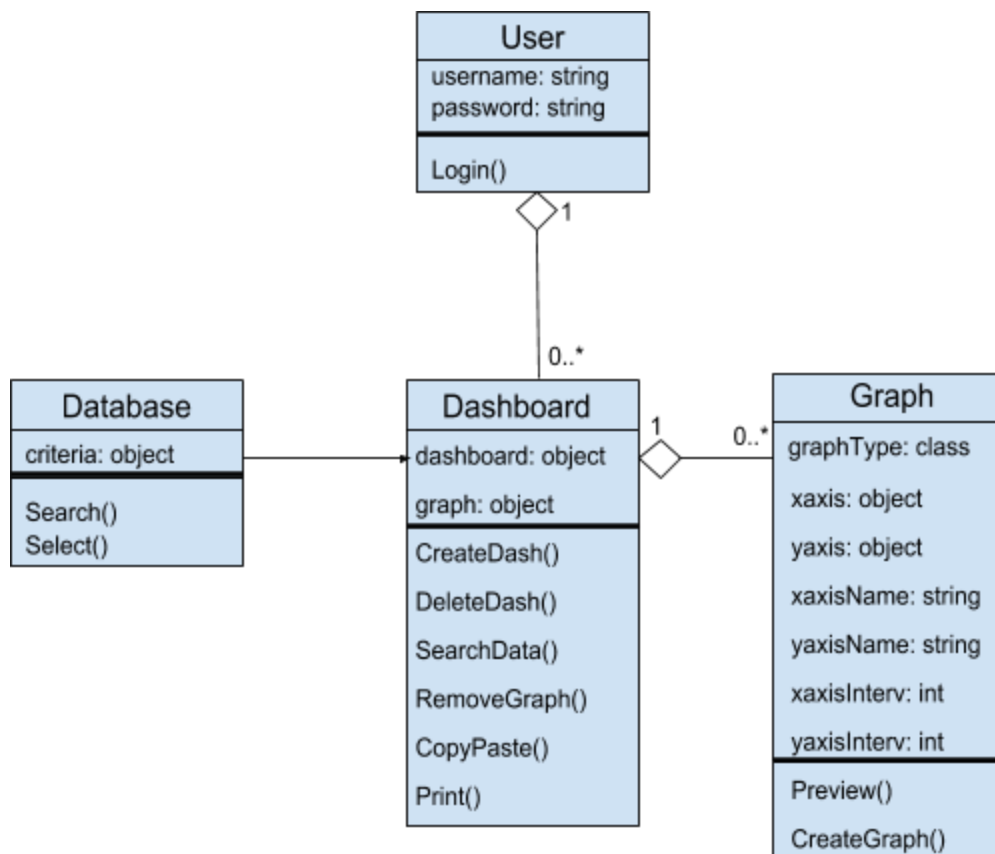 User
username: string
password: string
Login()
1
0..*
Database
criteria: object
Search()
Select()
Dashboard
dashboard: object
graph: object
CreateDash()
DeleteDash()
SearchData()
RemoveGraph()
CopyPaste()
Print()
1
0..*
Graph
graphType: class
xaxis: object
yaxis: object
xaxisName: string
yaxisName: string
xaxisInterv: int
yaxisInterv: int
Preview()
CreateGraph()